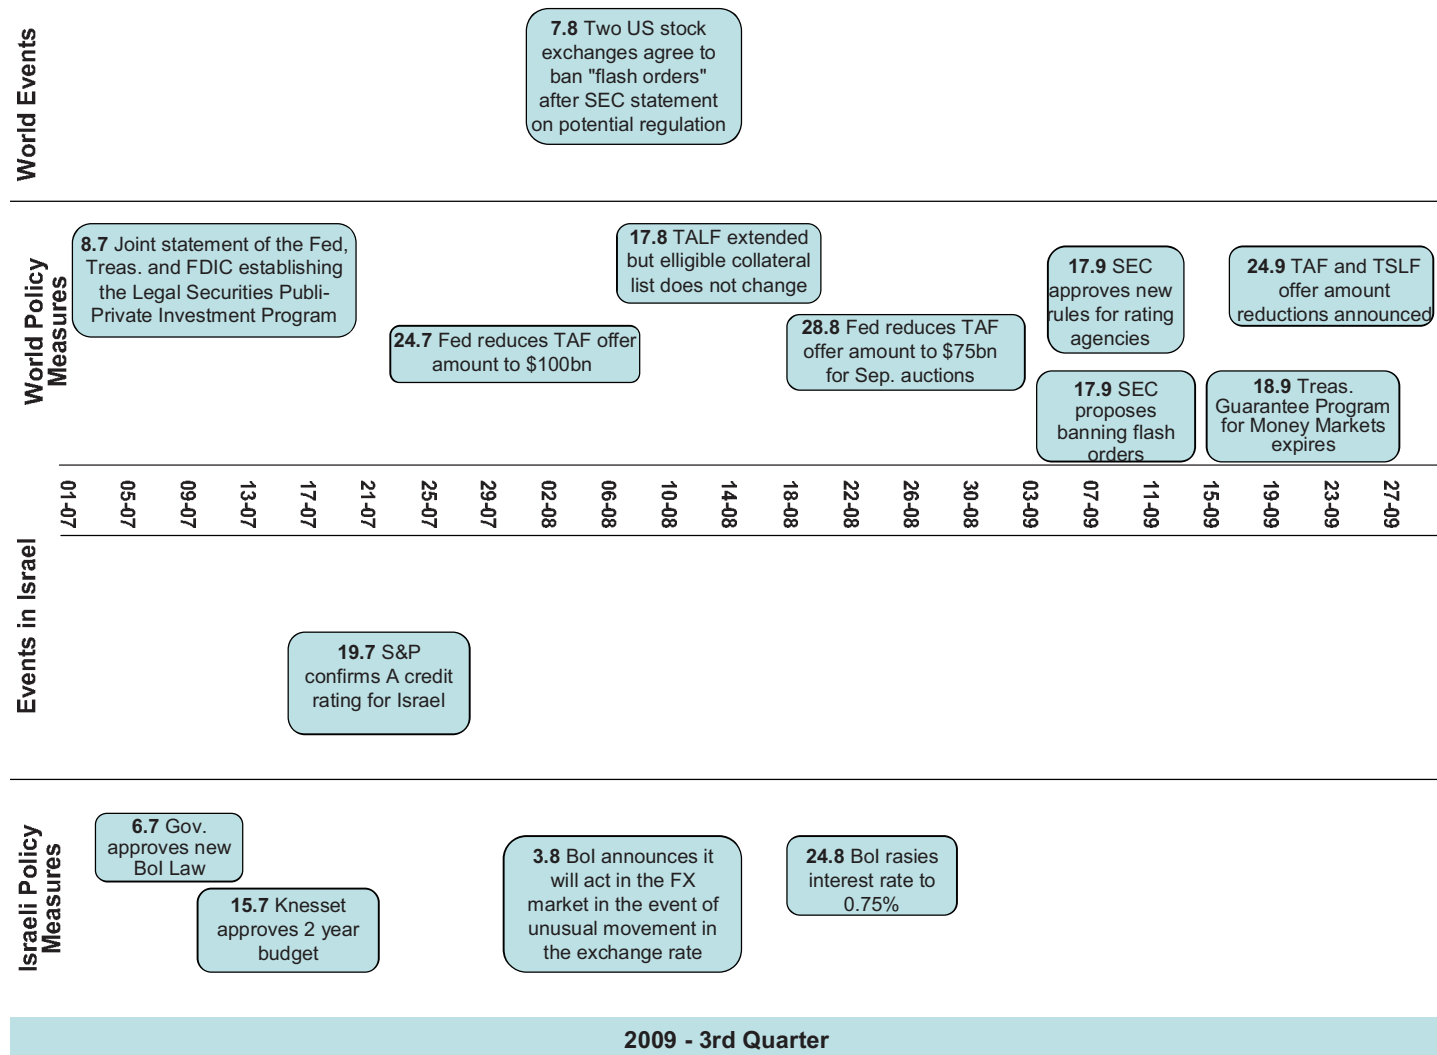 World Events
7.8 Two US stock
exchanges agree to
ban "flash orders"
after SEC statement
on potential regulation
World Policy
Measures
8.7 Joint statement of the Fed,
Treas. and FDIC establishing
the Legal Securities Publi-
Private Investment Program
24.7 Fed reduces TAF offer
amount to $100bn
17.8 TALF extended
but elligible collateral
list does not change
28.8 Fed reduces TAF
offer amount to $75bn
for Sep. auctions
17.9 SEC
approves new
rules for rating
agencies
17.9 SEC
proposes
banning flash
orders
24.9 TAF and TSLF
offer amount
reductions announced
18.9 Treas.
Guarantee Program
for Money Markets
expires
01-07
05-07
09-07
13-07
17-07
21-07
25-07
29-07
02-08
06-08
10-08
14-08
18-08
22-08
26-08
30-08
03-09
07-09
11-09
15-09
19-09
23-09
27-09
Events in Israel
19.7 S&P
confirms A credit
rating for Israel
Israeli Policy
Measures
6.7 Gov.
approves new
BoI Law
15.7 Knesset
approves 2 year
budget
3.8 BoI announces it
will act in the FX
market in the event of
unusual movement in
the exchange rate
24.8 BoI rasies
interest rate to
0.75%
2009 - 3rd Quarter